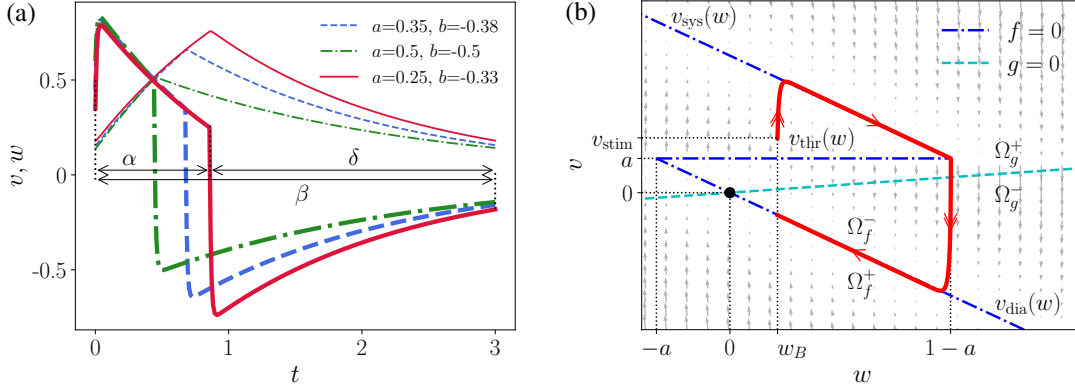 (a)
a=0.35, b=-0.38
a=0.5, b=-0.5
a=0.25, b=-0.33
0.5
0
-0.5
v, w
α
δ
β
0
1
2
3
t
(b)
v_sys(w)
f = 0
g = 0
v_stim
v_thr(w)
a
0
v
Ω_g^+
Ω_g^-
Ω_f^-
Ω_f^+
v_dia(w)
−a
0
w_B
1 − a
w